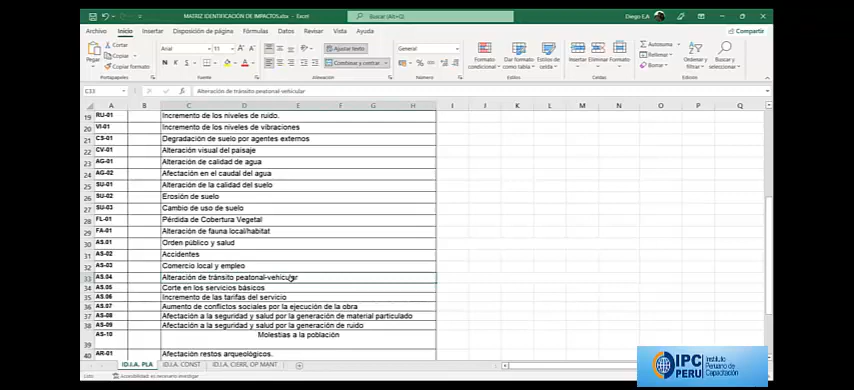 MATRIZ IDENTIFICACIÓN DE IMPACTOS.xlsx - Excel
Buscar (Alt+Q)
Diego E.A
Archivo Inicio Insertar Disposición de página Fórmulas Datos Revisar Vista Ayuda
Compartir
Cortar
Copiar
Copiar formato
Pegar
Portapapeles
Arial
11
N K S
Fuente
Ajustar texto
Combinar y centrar
Alineación
General
Número
Formato condicional
Dar formato como tabla
Estilos de celda
Estilos
Insertar Eliminar Formato
Celdas
Autosuma
Rellenar
Borrar
Ordenar y filtrar
Buscar y seleccionar
Edición
C33
Alteración de tránsito peatonal-vehicular
A B C D E F G H I J K L M N O P Q
19 RU-01 Incremento de los niveles de ruido.
20 VI-01 Incremento de los niveles de vibraciones
21 CS-01 Degradación de suelo por agentes externos
22 CV-01 Alteración visual del paisaje
23 AG-01 Alteración de calidad de agua
24 AG-02 Afectación en el caudal del agua
25 SU-01 Alteración de la calidad del suelo
26 SU-02 Erosión de suelo
27 SU-03 Cambio de uso de suelo
28 FL-01 Pérdida de Cobertura Vegetal
29 FA-01 Alteración de fauna local/habitat
30 AS.01 Orden público y salud
31 AS-02 Accidentes
32 AS-03 Comercio local y empleo
33 AS.04 Alteración de tránsito peatonal-vehicular
34 AS.05 Corte en los servicios básicos
35 AS.06 Incremento de las tarifas del servicio
36 AS.07 Aumento de conflictos sociales por la ejecución de la obra
37 AS-08 Afectación a la seguridad y salud por la generación de material particulado
38 AS-09 Afectación a la seguridad y salud por la generación de ruido
39 AS-10 Molestias a la población
40 AR-01 Afectación restos arqueológicos.
ID.I.A. PLA ID.I.A. CONST ID.I.A, CIERR, OP MANT
Listo Accesibilidad: es necesario investigar
IPC PERU
Instituto
Peruano de
Capacitación